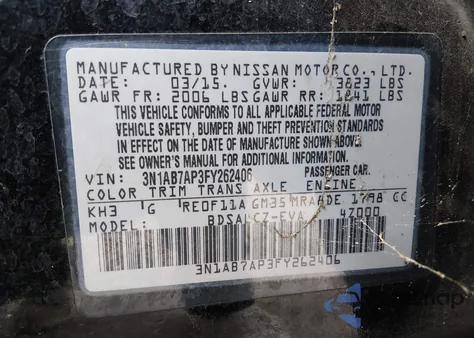 MANUFACTURED BY NISSAN MOTOR CO., LTD.
DATE: 03/15. GVWR: 3823 LBS
GAWR FR: 2006 LBS GAWR RR: 1841 LBS
THIS VEHICLE CONFORMS TO ALL APPLICABLE FEDERAL MOTOR
VEHICLE SAFETY, BUMPER AND THEFT PREVENTION STANDARDS
IN EFFECT ON THE DATE OF MANUFACTURE SHOWN ABOVE.
SEE OWNER'S MANUAL FOR ADDITIONAL INFORMATION.
VIN: 3N1AB7AP3FY262406 PASSENGER CAR.
COLOR TRIM TRANS AXLE ENGINE
KH3 G RE0F11A GM35 MRA8DE 1798 CC
MODEL: BDSALCZ-EVA 47000
3N1AB7AP3FY262406